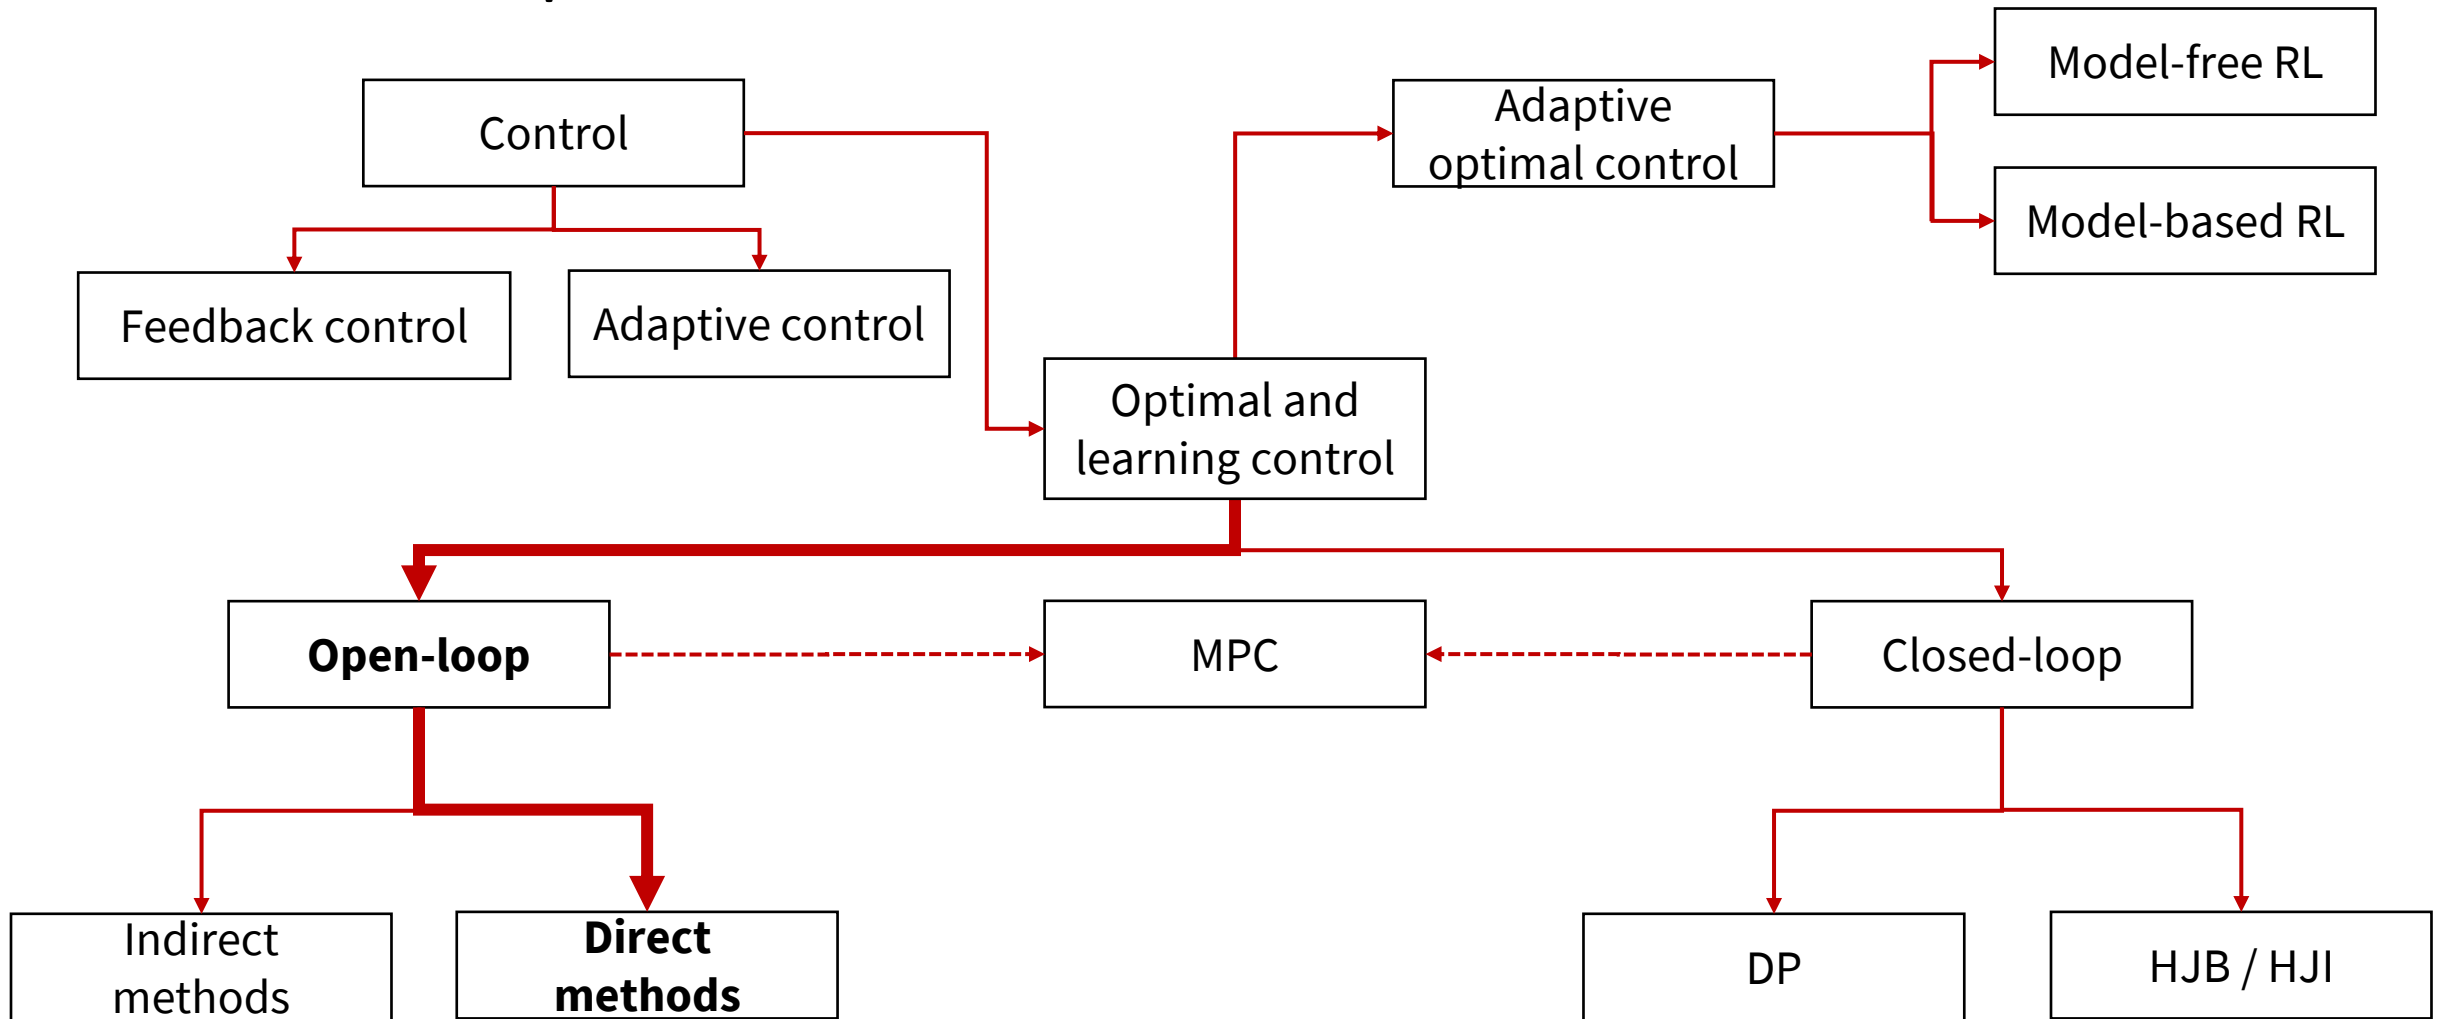 Control
Feedback control
Adaptive control
Optimal and
learning control
Adaptive
optimal control
Model-free RL
Model-based RL
Open-loop
MPC
Closed-loop
Indirect
methods
Direct
methods
DP
HJB / HJI